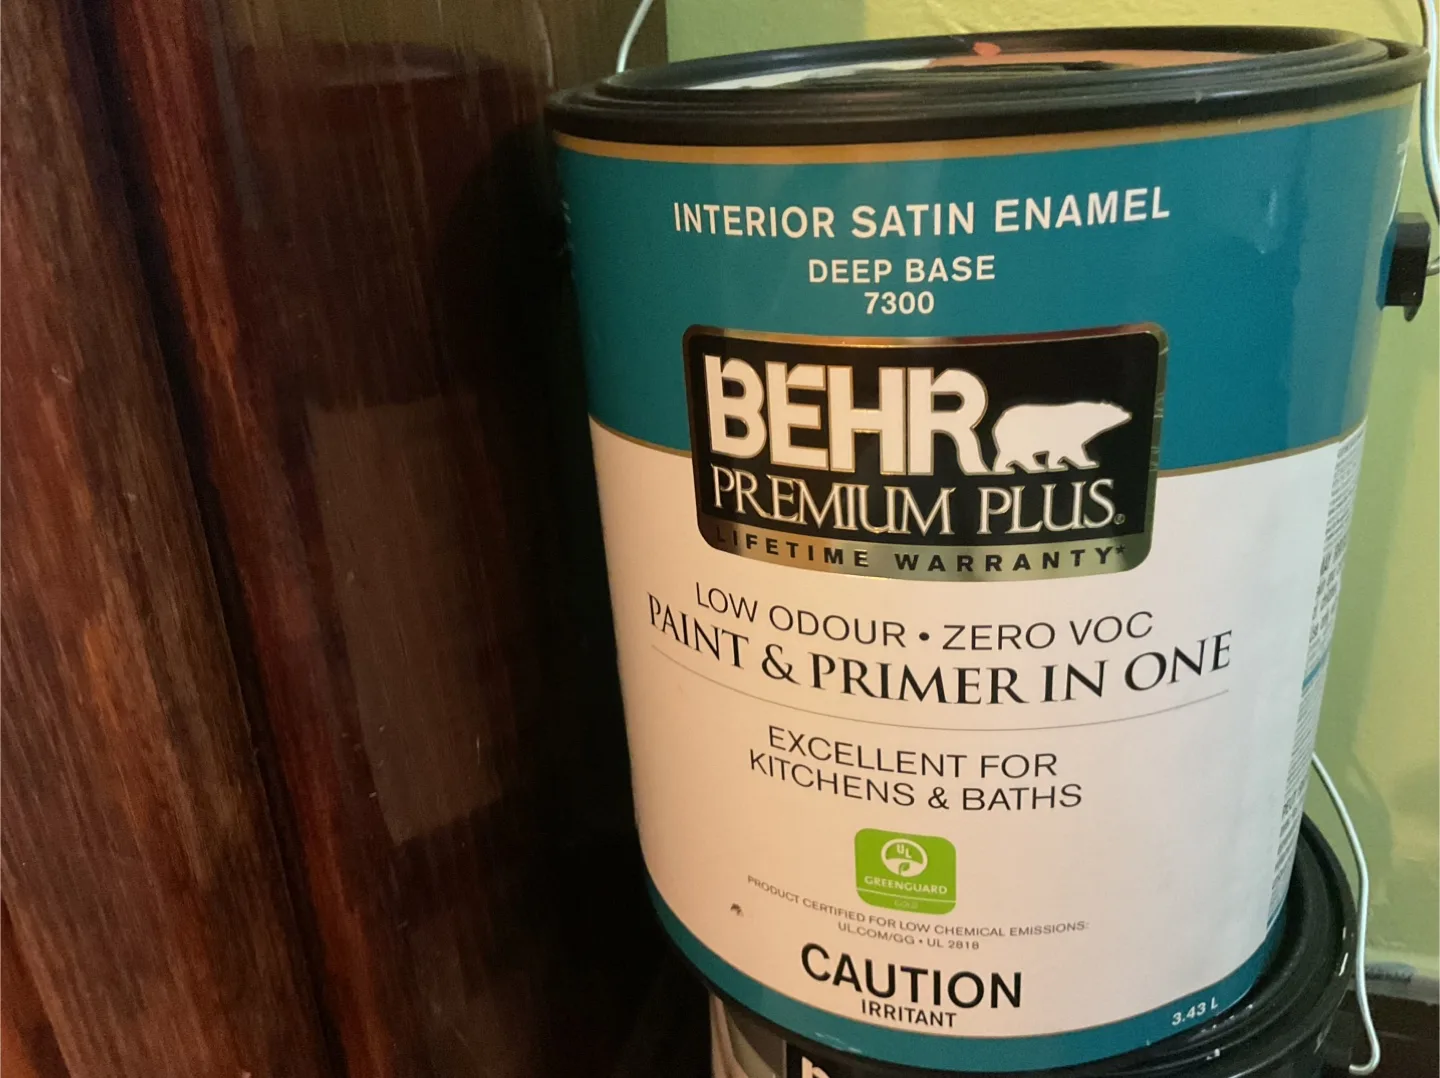 INTERIOR SATIN ENAMEL
DEEP BASE
7300
BEHR
PREMIUM PLUS®
LIFETIME WARRANTY*
LOW ODOUR • ZERO VOC
PAINT & PRIMER IN ONE
EXCELLENT FOR
KITCHENS & BATHS
UL
GREENGUARD
GOLD
PRODUCT CERTIFIED FOR LOW CHEMICAL EMISSIONS:
UL.COM/GG • UL 2818
CAUTION
IRRITANT
3.43 L